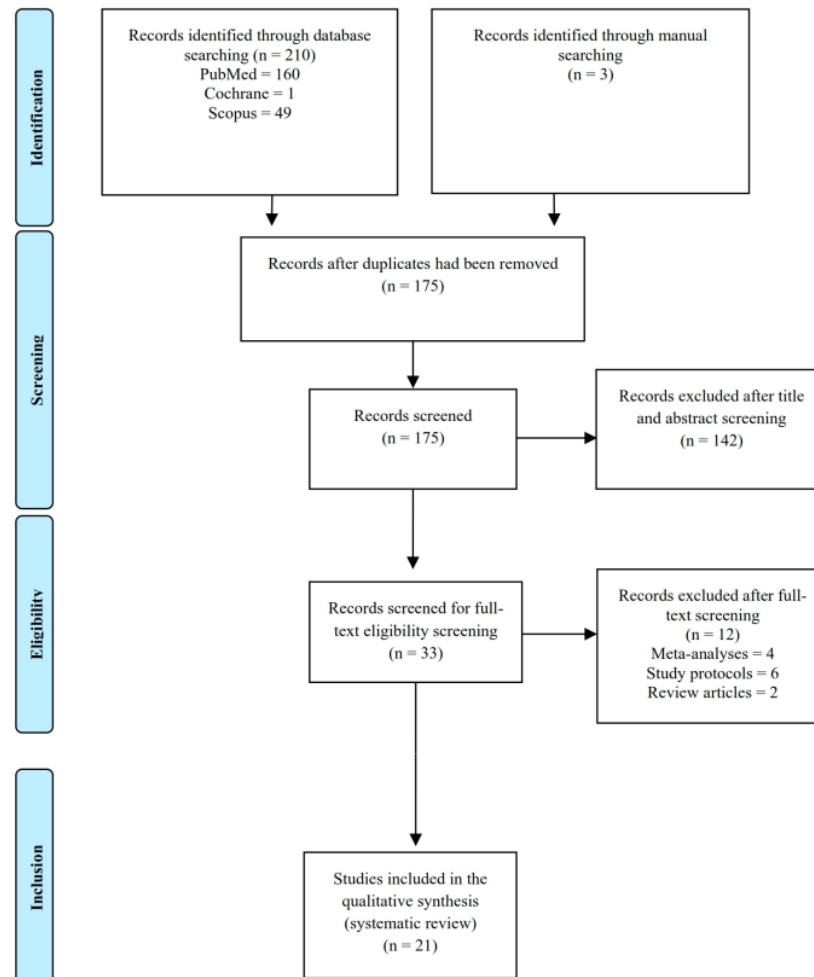 Identification
Records identified through database
searching (n = 210)
PubMed = 160
Cochrane = 1
Scopus = 49
Records identified through manual
searching
(n = 3)
Screening
Records after duplicates had been removed
(n = 175)
Records screened
(n = 175)
Records excluded after title
and abstract screening
(n = 142)
Eligibility
Records screened for full-
text eligibility screening
(n = 33)
Records excluded after full-
text screening
(n = 12)
Meta-analyses = 4
Study protocols = 6
Review articles = 2
Inclusion
Studies included in the
qualitative synthesis
(systematic review)
(n = 21)